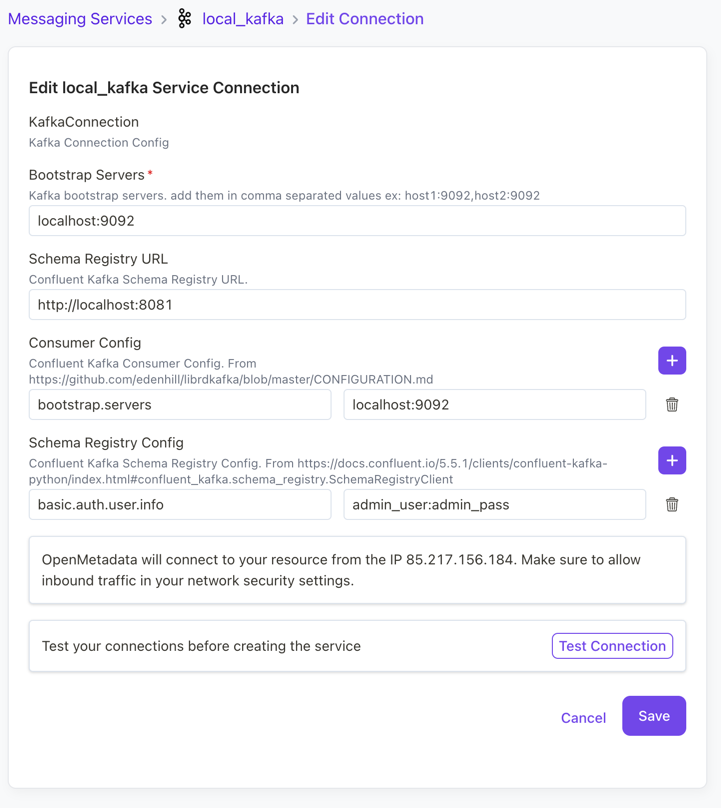 Messaging Services > local_kafka > Edit Connection
Edit local_kafka Service Connection
KafkaConnection
Kafka Connection Config
Bootstrap Servers*
Kafka bootstrap servers. add them in comma separated values ex: host1:9092,host2:9092
localhost:9092
Schema Registry URL
Confluent Kafka Schema Registry URL.
http://localhost:8081
Consumer Config
Confluent Kafka Consumer Config. From
https://github.com/edenhill/librdkafka/blob/master/CONFIGURATION.md
bootstrap.servers localhost:9092
Schema Registry Config
Confluent Kafka Schema Registry Config. From https://docs.confluent.io/5.5.1/clients/confluent-kafka-
python/index.html#confluent_kafka.schema_registry.SchemaRegistryClient
basic.auth.user.info admin_user:admin_pass
OpenMetadata will connect to your resource from the IP 85.217.156.184. Make sure to allow
inbound traffic in your network security settings.
Test your connections before creating the service Test Connection
Cancel Save